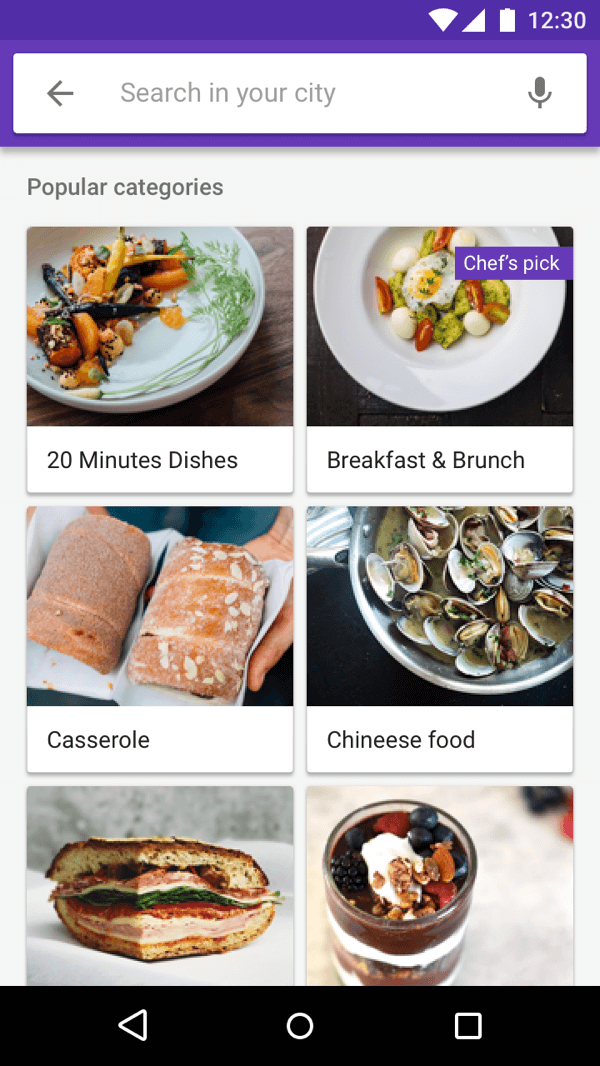 12:30
Search in your city
Popular categories
Chef's pick
20 Minutes Dishes
Breakfast & Brunch
Casserole
Chineese food